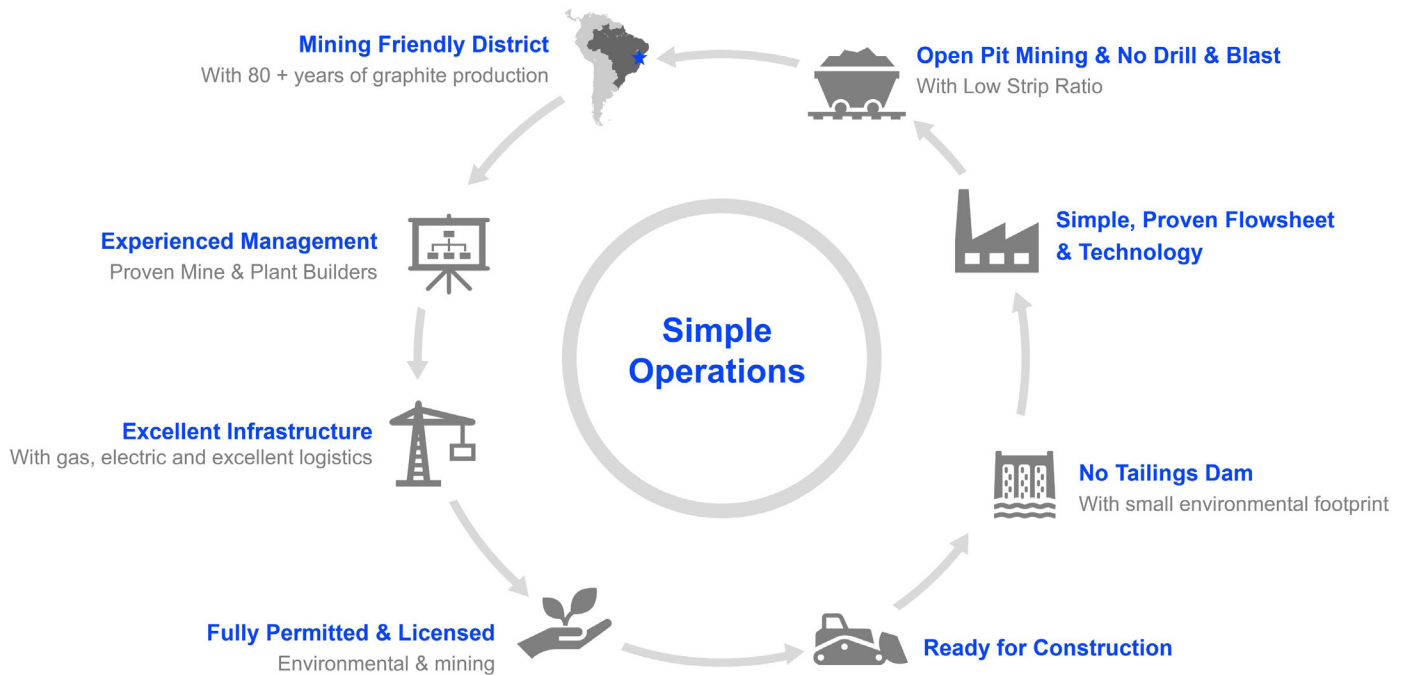 Mining Friendly District
With 80 + years of graphite production
Open Pit Mining & No Drill & Blast
With Low Strip Ratio
Experienced Management
Proven Mine & Plant Builders
Simple, Proven Flowsheet
& Technology
Simple
Operations
Excellent Infrastructure
With gas, electric and excellent logistics
No Tailings Dam
With small environmental footprint
Fully Permitted & Licensed
Environmental & mining
Ready for Construction